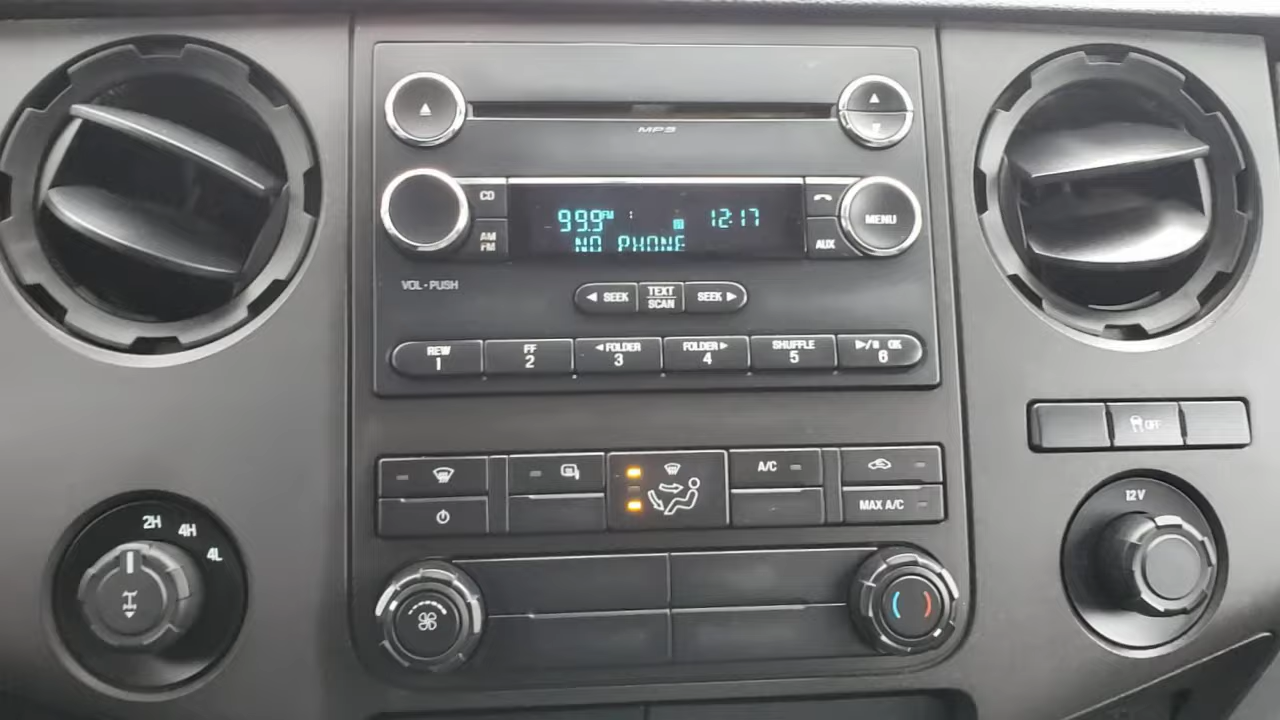 MP3
CD
AM
FM
99.9 FM : 12:17
NO PHONE
MENU
AUX
VOL-PUSH
◀ SEEK
TEXT
SCAN
SEEK ▶
REW
1
FF
2
◀FOLDER
3
FOLDER▶
4
SHUFFLE
5
▶/II OK
6
OFF
A/C
MAX A/C
2H
4H
4L
12V